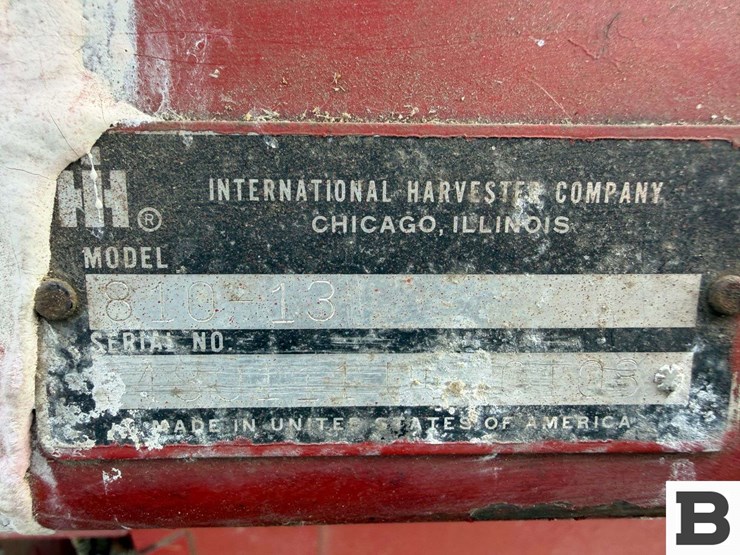 IH ®
INTERNATIONAL HARVESTER COMPANY
CHICAGO, ILLINOIS
MODEL
810-13
SERIAL NO
MADE IN UNITED STATES OF AMERICA
B